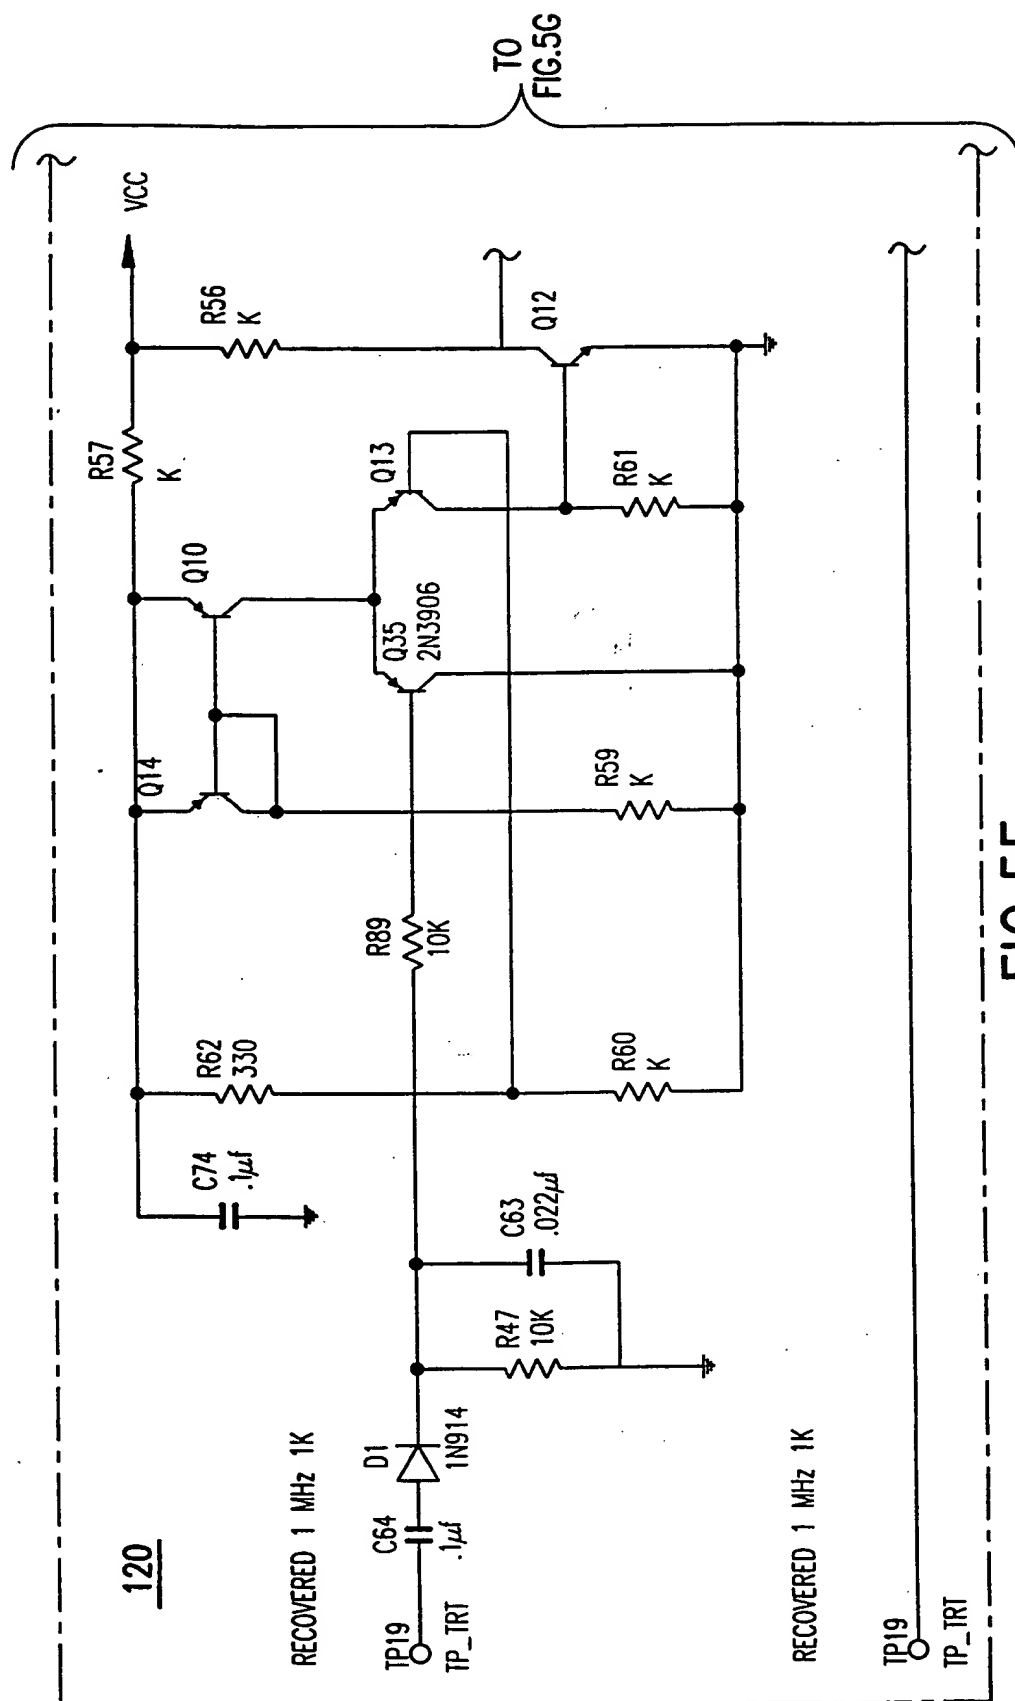 120
RECOVERED 1 MHz 1K
TP19
TP_TRT
C64
.1µf
D1
1N914
R47
10K
C63
.022µf
C74
.1µf
R62
330
R60
K
R89
10K
Q14
R59
K
Q10
Q35
2N3906
Q13
R61
K
R57
K
R56
K
Q12
VCC
TO
FIG.5G
RECOVERED 1 MHz 1K
TP19
TP_TRT